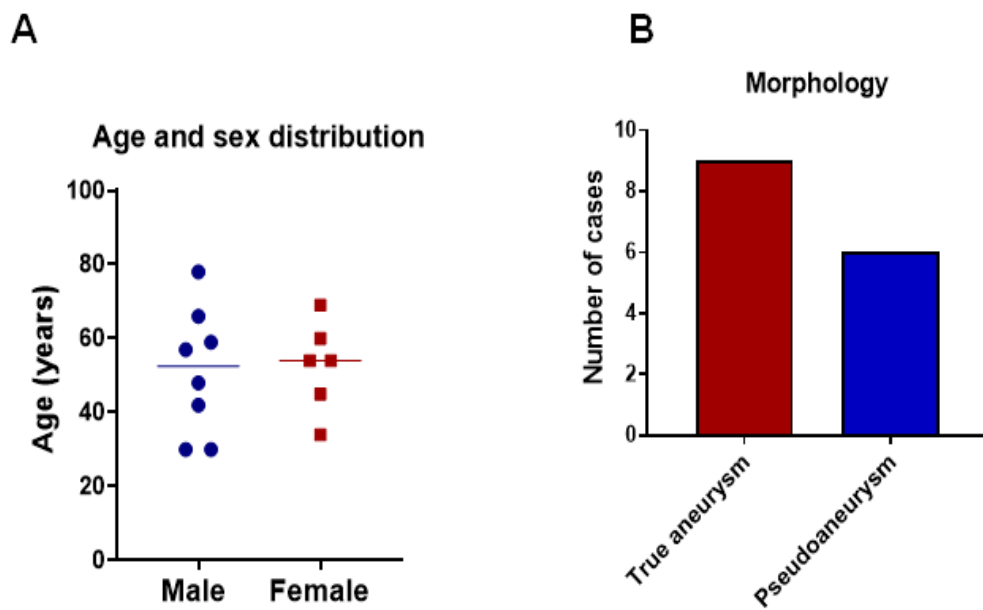 A
Age and sex distribution
Age (years)
100
80
60
40
20
0
Male Female
B
Morphology
Number of cases
10
8
6
4
2
0
True aneurysm
Pseudoaneurysm